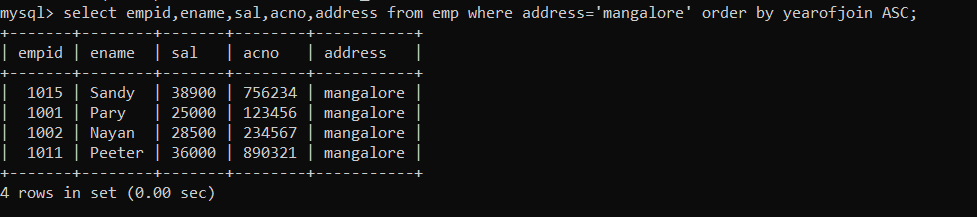 mysql> select empid,ename,sal,acno,address from emp where address='mangalore' order by yearofjoin ASC;
+-------+--------+-------+--------+-----------+
| empid | ename  | sal   | acno   | address   |
+-------+--------+-------+--------+-----------+
|  1015 | Sandy  | 38900 | 756234 | mangalore |
|  1001 | Pary   | 25000 | 123456 | mangalore |
|  1002 | Nayan  | 28500 | 234567 | mangalore |
|  1011 | Peeter | 36000 | 890321 | mangalore |
+-------+--------+-------+--------+-----------+
4 rows in set (0.00 sec)